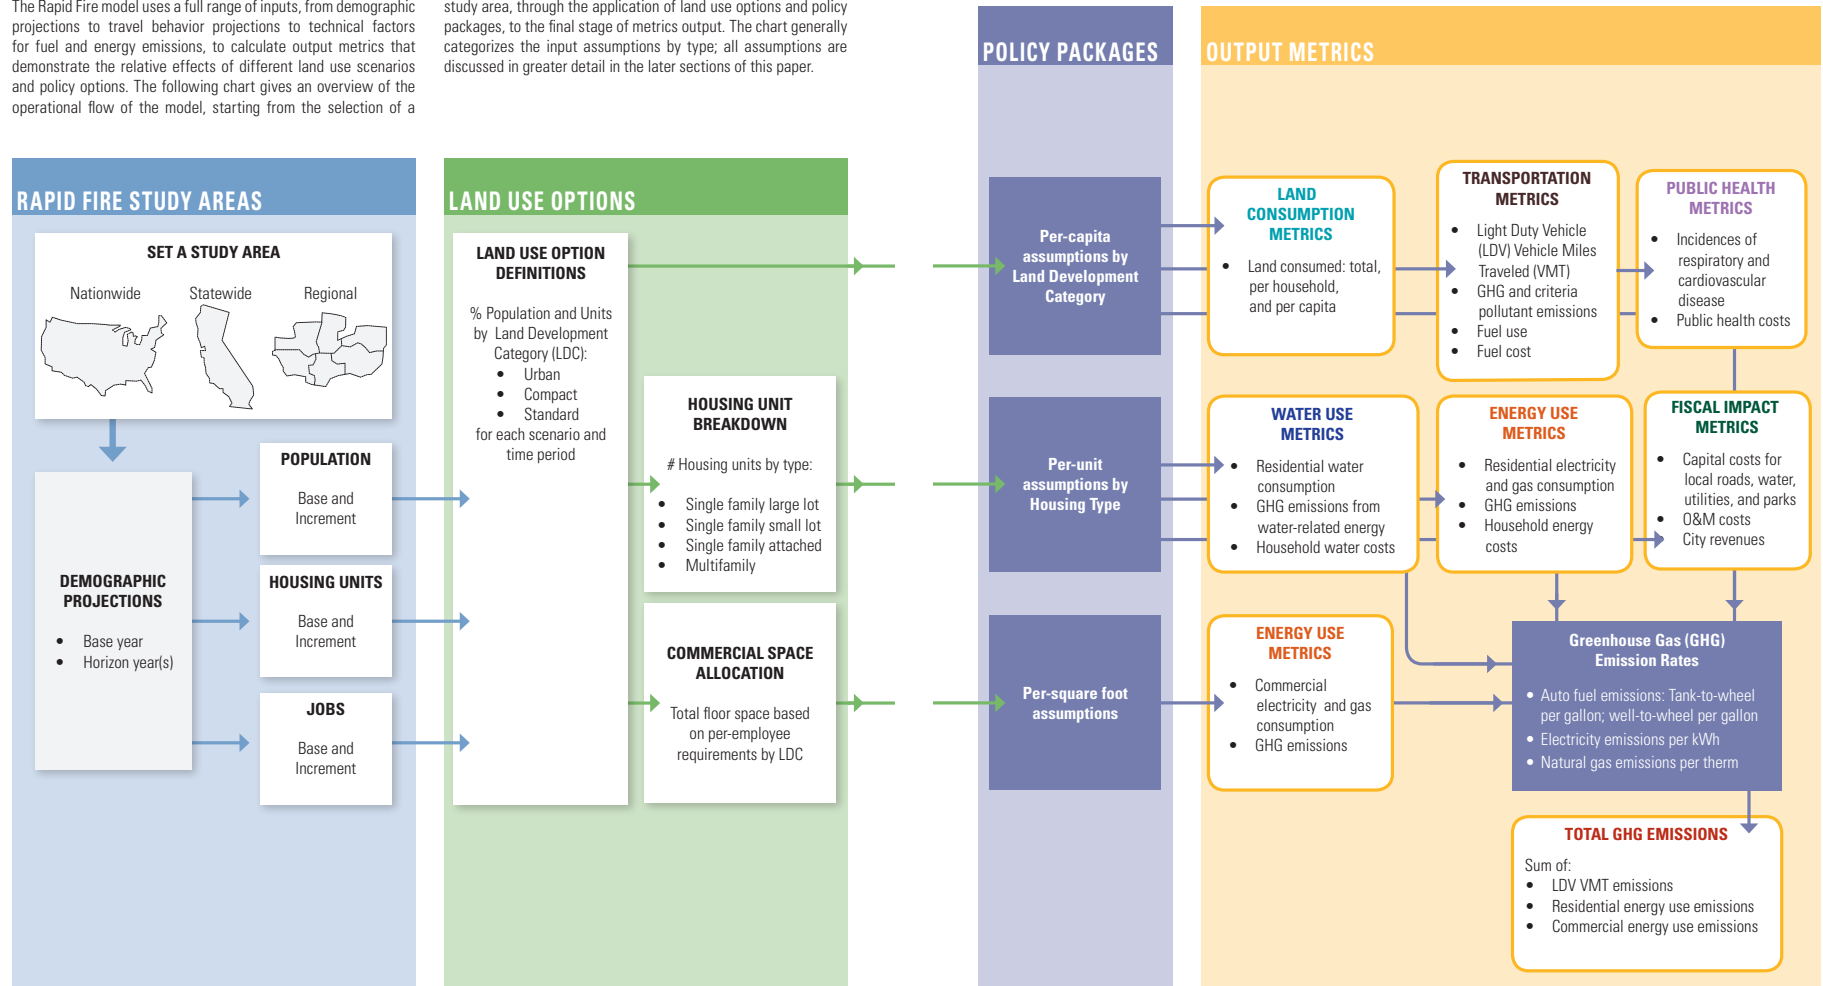 The Rapid Fire model uses a full range of inputs, from demographic
projections to travel behavior projections to technical factors
for fuel and energy emissions, to calculate output metrics that
demonstrate the relative effects of different land use scenarios
and policy options. The following chart gives an overview of the
operational flow of the model, starting from the selection of a
study area, through the application of land use options and policy
packages, to the final stage of metrics output. The chart generally
categorizes the input assumptions by type; all assumptions are
discussed in greater detail in the later sections of this paper.
RAPID FIRE STUDY AREAS
SET A STUDY AREA
Nationwide
Statewide
Regional
DEMOGRAPHIC
PROJECTIONS
• Base year
• Horizon year(s)
POPULATION
Base and
Increment
HOUSING UNITS
Base and
Increment
JOBS
Base and
Increment
LAND USE OPTIONS
LAND USE OPTION
DEFINITIONS
% Population and Units
by Land Development
Category (LDC):
• Urban
• Compact
• Standard
for each scenario and
time period
HOUSING UNIT
BREAKDOWN
# Housing units by type:
• Single family large lot
• Single family small lot
• Single family attached
• Multifamily
COMMERCIAL SPACE
ALLOCATION
Total floor space based
on per-employee
requirements by LDC
POLICY PACKAGES
Per-capita
assumptions by
Land Development
Category
Per-unit
assumptions by
Housing Type
Per-square foot
assumptions
OUTPUT METRICS
LAND
CONSUMPTION
METRICS
• Land consumed: total,
per household,
and per capita
TRANSPORTATION
METRICS
• Light Duty Vehicle
(LDV) Vehicle Miles
Traveled (VMT)
• GHG and criteria
pollutant emissions
• Fuel use
• Fuel cost
PUBLIC HEALTH
METRICS
• Incidences of
respiratory and
cardiovascular
disease
• Public health costs
WATER USE
METRICS
• Residential water
consumption
• GHG emissions from
water-related energy
• Household water costs
ENERGY USE
METRICS
• Residential electricity
and gas consumption
• GHG emissions
• Household energy
costs
FISCAL IMPACT
METRICS
• Capital costs for
local roads, water,
utilities, and parks
• O&M costs
• City revenues
ENERGY USE
METRICS
• Commercial
electricity and gas
consumption
• GHG emissions
Greenhouse Gas (GHG)
Emission Rates
• Auto fuel emissions: Tank-to-wheel
per gallon; well-to-wheel per gallon
• Electricity emissions per kWh
• Natural gas emissions per therm
TOTAL GHG EMISSIONS
Sum of:
• LDV VMT emissions
• Residential energy use emissions
• Commercial energy use emissions